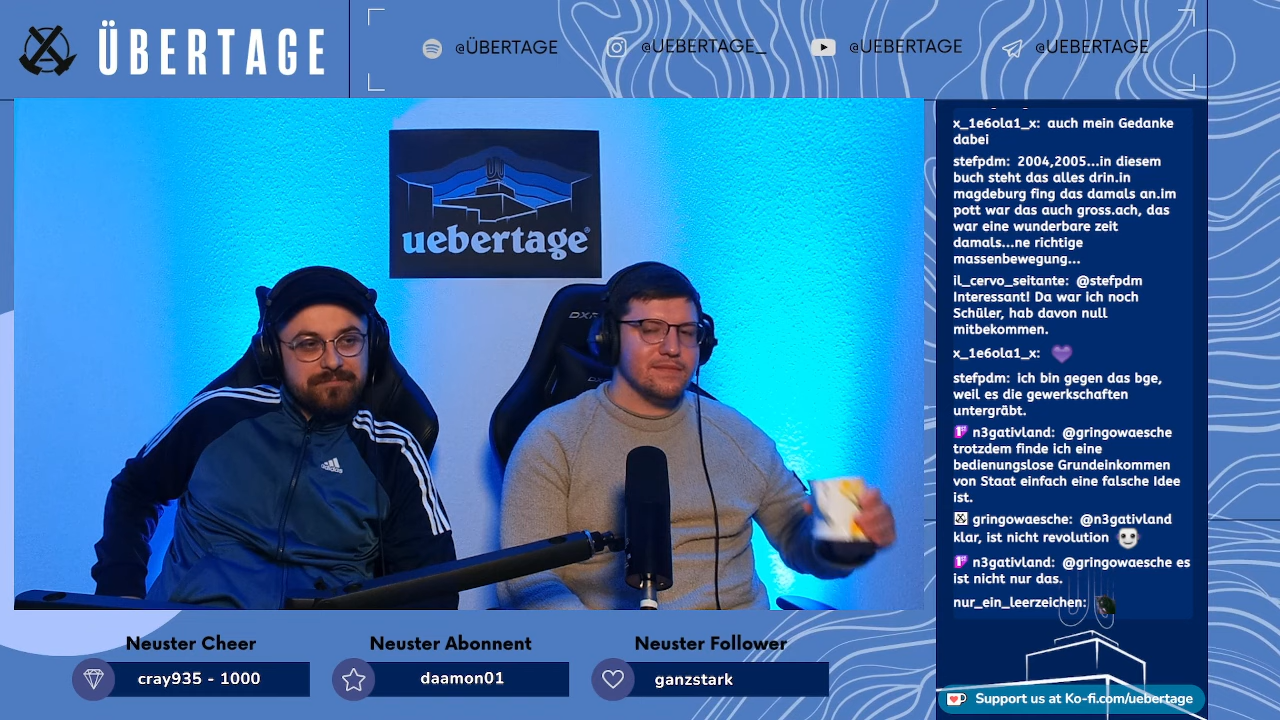 ÜBERTAGE
@ÜBERTAGE
@UEBERTAGE_
@UEBERTAGE
@UEBERTAGE
uebertage®
adidas
x_1e6ola1_x: auch mein Gedanke
dabei
stefpdm: 2004,2005...in diesem
buch steht das alles drin.in
magdeburg fing das damals an.im
pott war das auch gross.ach, das
war eine wunderbare zeit
damals...ne richtige
massenbewegung...
il_cervo_seitante: @stefpdm
Interessant! Da war ich noch
Schüler, hab davon null
mitbekommen.
x_1e6ola1_x:
stefpdm: ich bin gegen das bge,
weil es die gewerkschaften
untergräbt.
n3gativland: @gringowaesche
trotzdem finde ich eine
bedienungslose Grundeinkommen
von Staat einfach eine falsche Idee
ist.
gringowaesche: @n3gativland
klar, ist nicht revolution
n3gativland: @gringowaesche es
ist nicht nur das.
nur_ein_leerzeichen:
Neuster Cheer
cray935 - 1000
Neuster Abonnent
daamon01
Neuster Follower
ganzstark
Support us at Ko-fi.com/uebertage